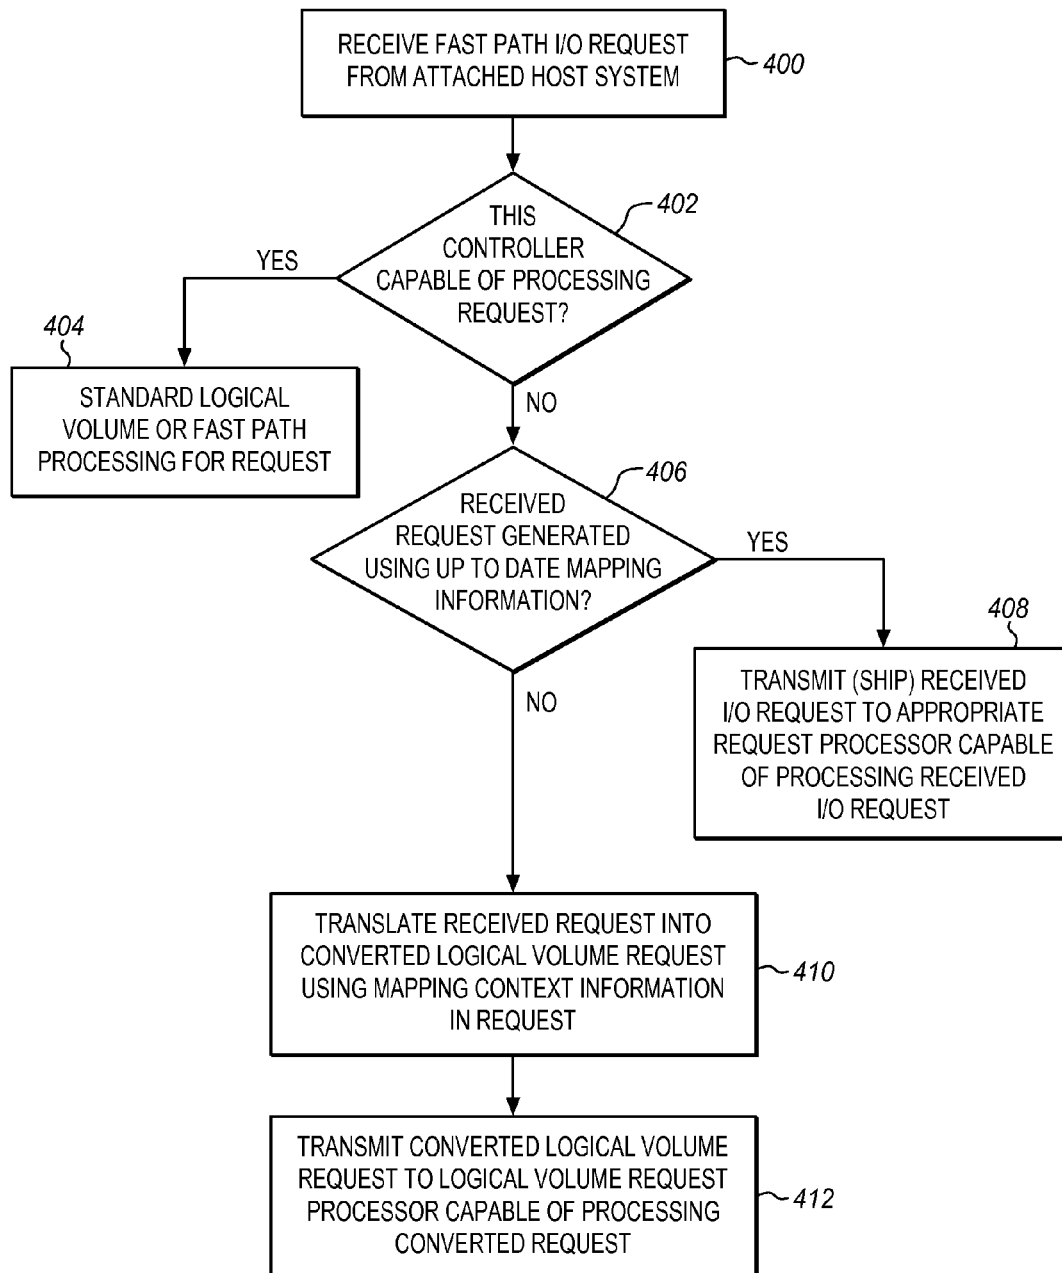 RECEIVE FAST PATH I/O REQUEST
FROM ATTACHED HOST SYSTEM
400
THIS
CONTROLLER
CAPABLE OF PROCESSING
REQUEST?
402
YES
404
STANDARD LOGICAL
VOLUME OR FAST PATH
PROCESSING FOR REQUEST
NO
RECEIVED
REQUEST GENERATED
USING UP TO DATE MAPPING
INFORMATION?
406
YES
408
TRANSMIT (SHIP) RECEIVED
I/O REQUEST TO APPROPRIATE
REQUEST PROCESSOR CAPABLE
OF PROCESSING RECEIVED
I/O REQUEST
NO
TRANSLATE RECEIVED REQUEST INTO
CONVERTED LOGICAL VOLUME REQUEST
USING MAPPING CONTEXT INFORMATION
IN REQUEST
410
TRANSMIT CONVERTED LOGICAL VOLUME
REQUEST TO LOGICAL VOLUME REQUEST
PROCESSOR CAPABLE OF PROCESSING
CONVERTED REQUEST
412